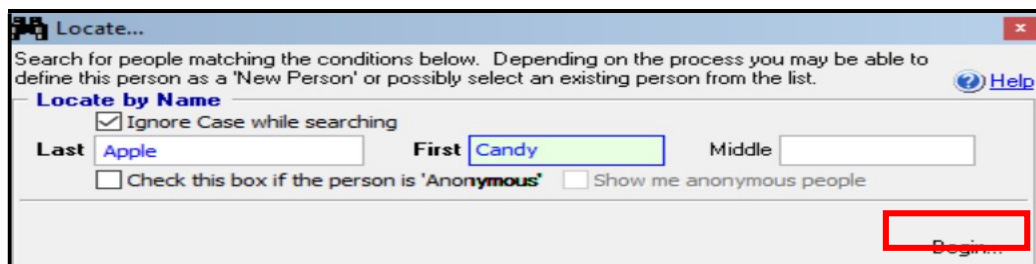 Locate...
Search for people matching the conditions below. Depending on the process you may be able to
define this person as a 'New Person' or possibly select an existing person from the list.
Help
Locate by Name
Ignore Case while searching
Last Apple First Candy Middle
Check this box if the person is 'Anonymous' Show me anonymous people
Begin...